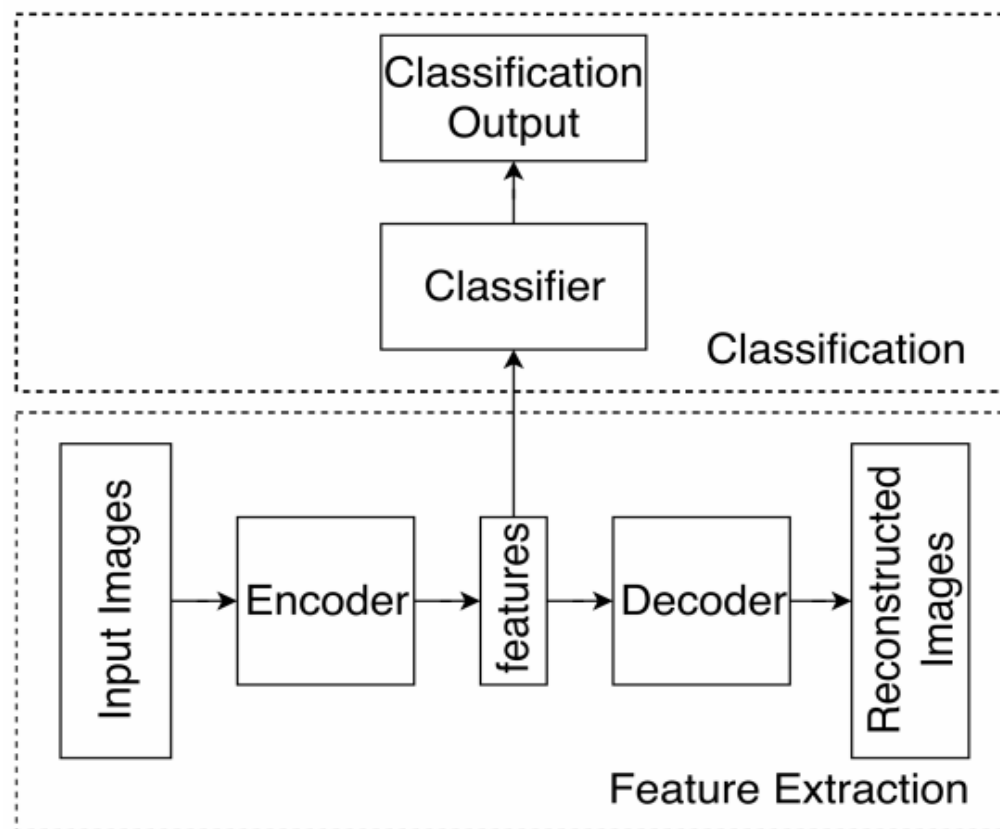 Classification
Output
Classifier
Classification
Input Images
Encoder
features
Decoder
Reconstructed
Images
Feature Extraction